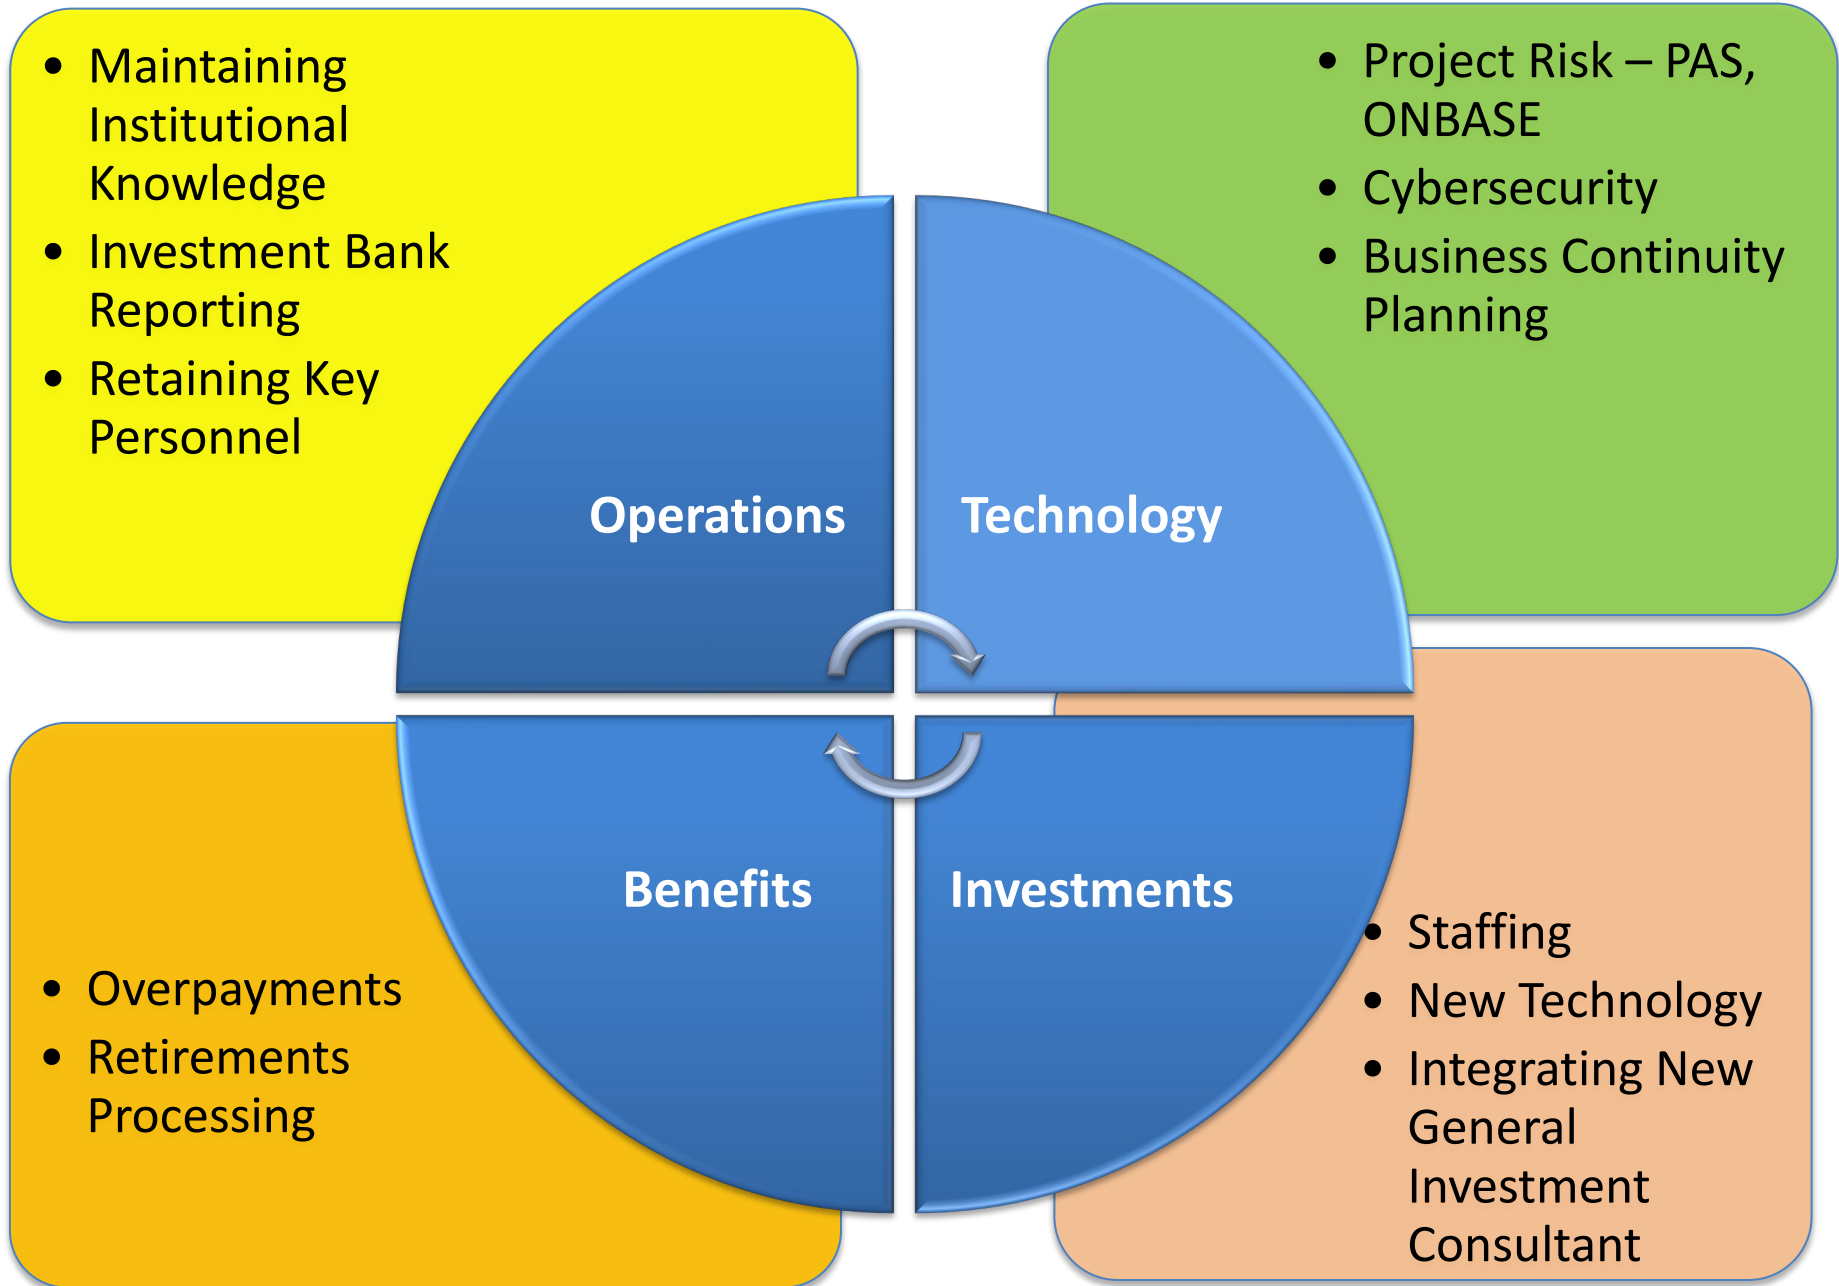 • Maintaining
Institutional
Knowledge
• Investment Bank
Reporting
• Retaining Key
Personnel
• Project Risk – PAS,
ONBASE
• Cybersecurity
• Business Continuity
Planning
Operations
Technology
Benefits
Investments
• Overpayments
• Retirements
Processing
• Staffing
• New Technology
• Integrating New
General
Investment
Consultant